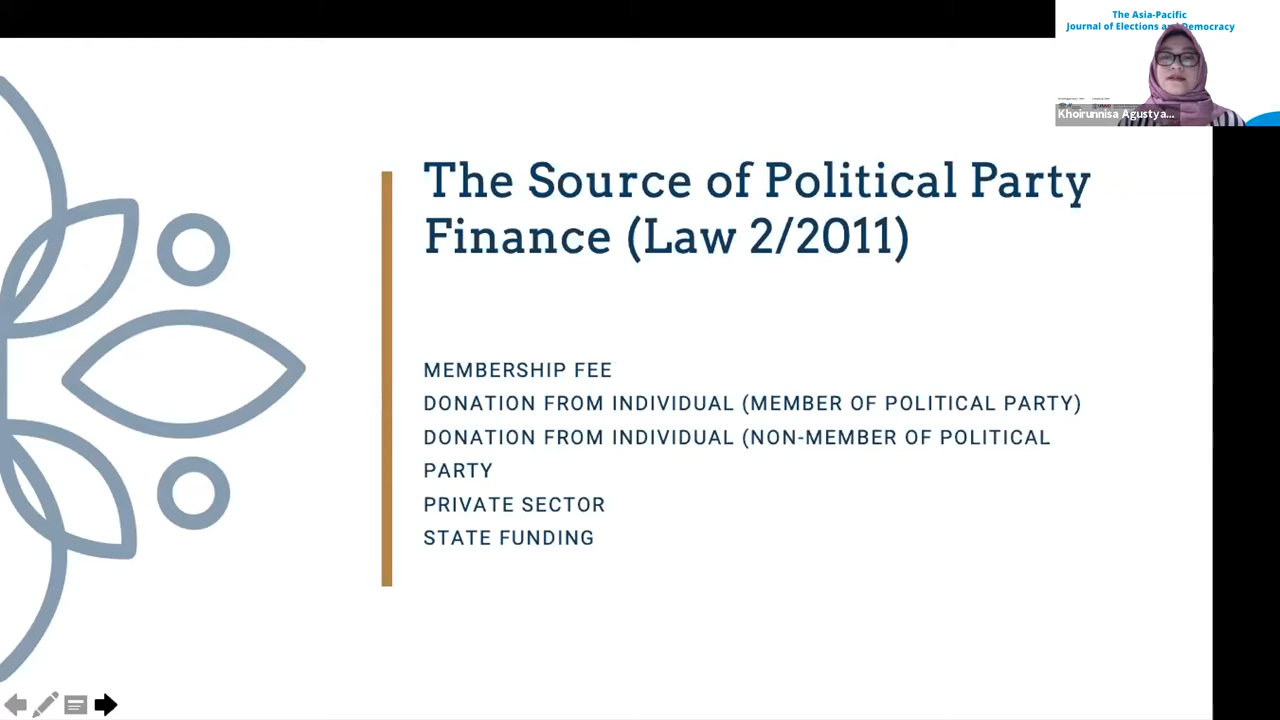 The Asia-Pacific
Journal of Elections and Democracy
Khoirunnisa Agustya...
The Source of Political Party
Finance (Law 2/2011)
MEMBERSHIP FEE
DONATION FROM INDIVIDUAL (MEMBER OF POLITICAL PARTY)
DONATION FROM INDIVIDUAL (NON-MEMBER OF POLITICAL
PARTY
PRIVATE SECTOR
STATE FUNDING